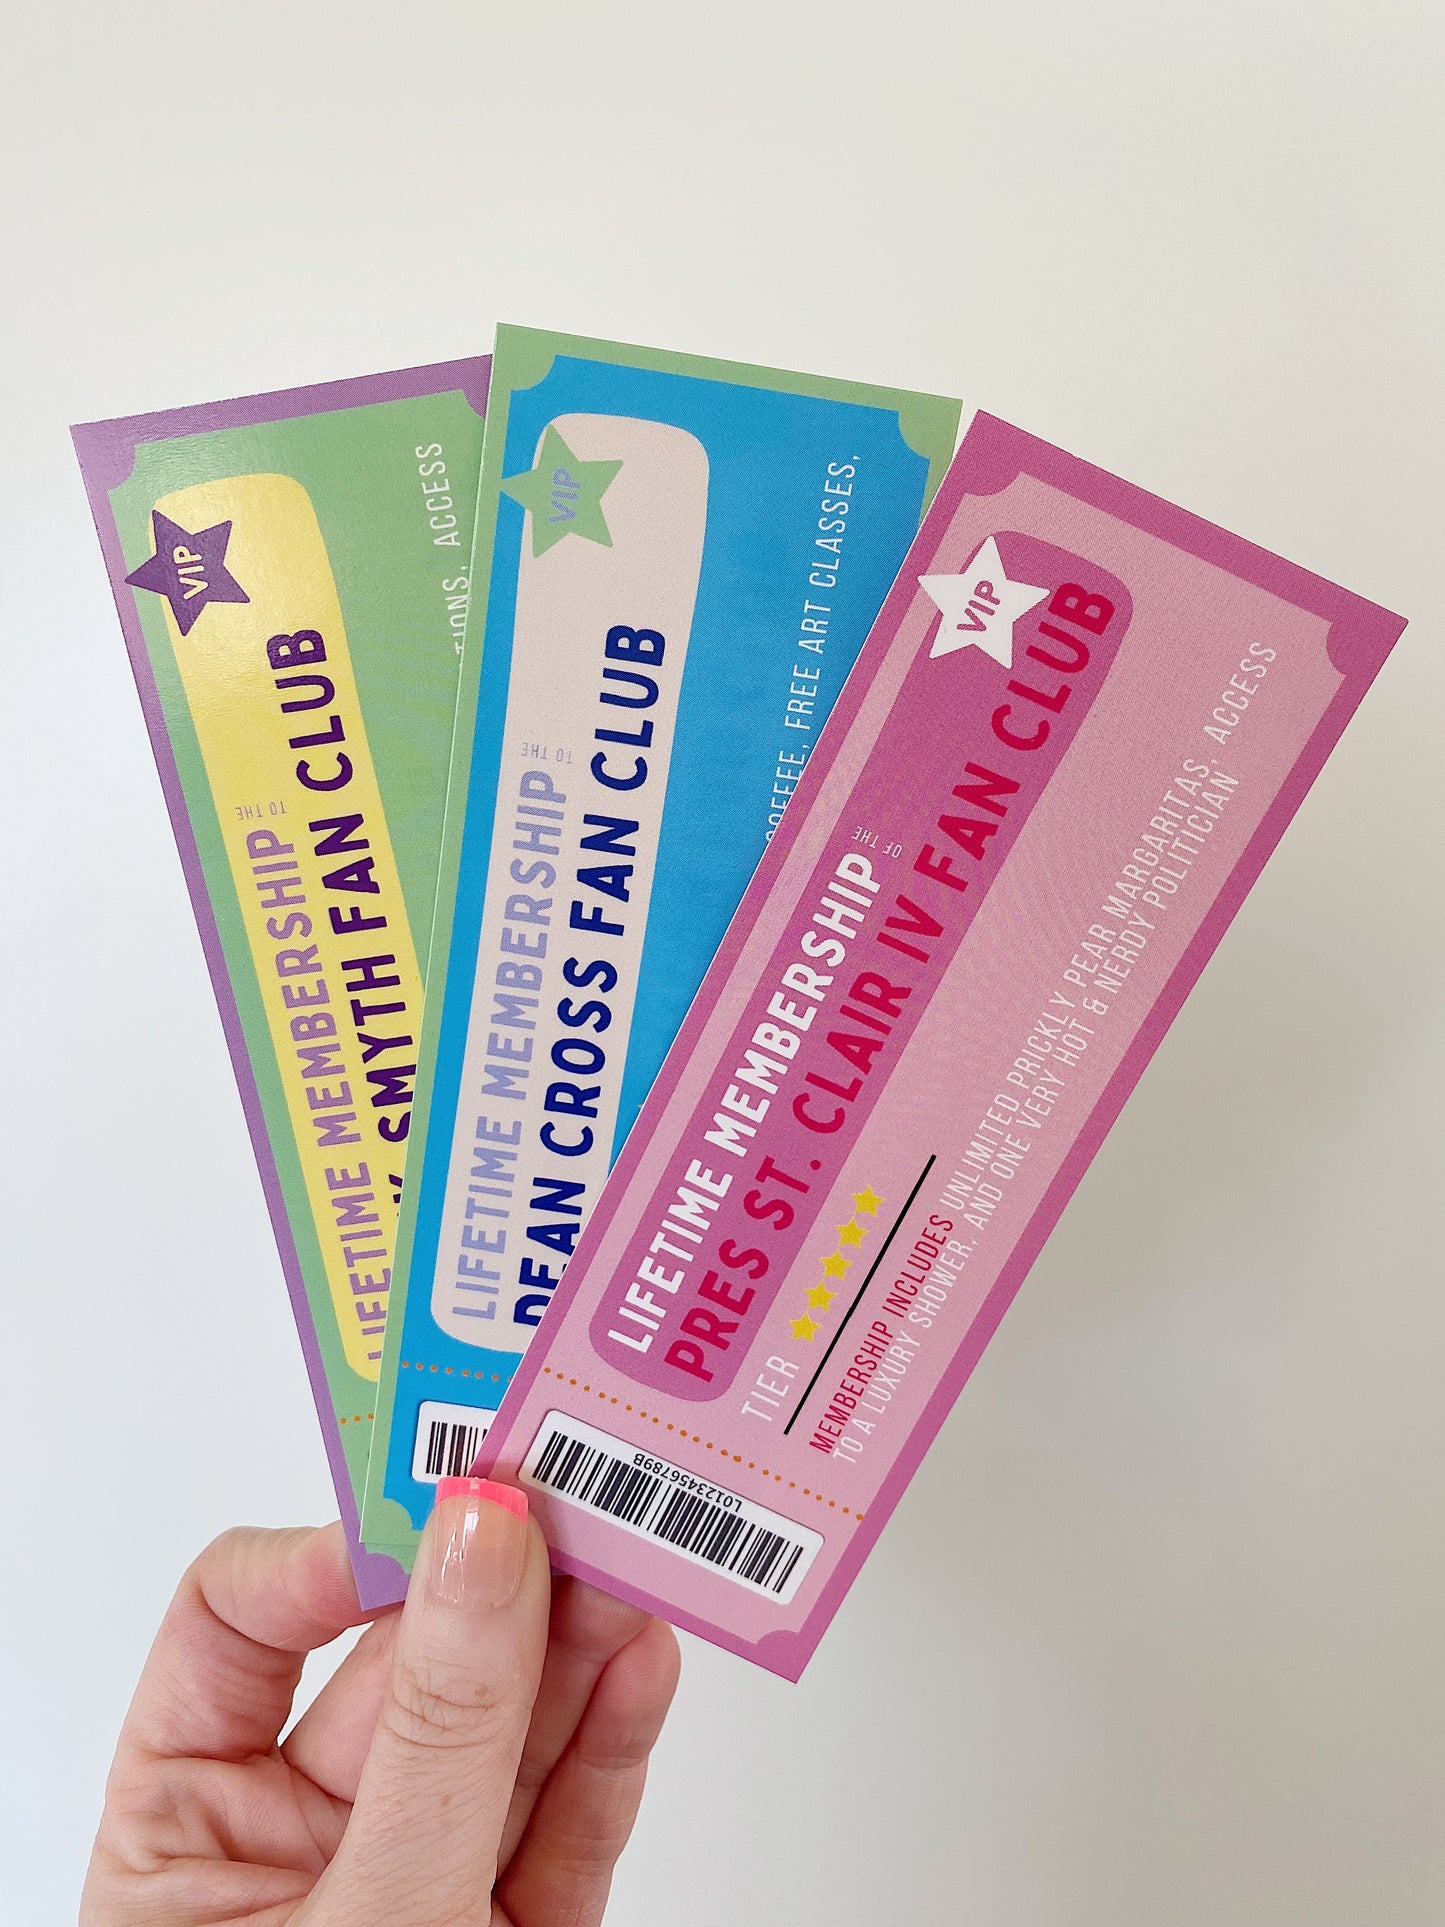 VIP
LIFETIME MEMBERSHIP
TO THE
SMYTH FAN CLUB
ACCESS
VIP
LIFETIME MEMBERSHIP
TO THE
DEAN CROSS FAN CLUB
COFFEE, FREE ART CLASSES,
VIP
LIFETIME MEMBERSHIP
OF THE
PRES ST. CLAIR IV FAN CLUB
TIER
MEMBERSHIP INCLUDES UNLIMITED PRICKLY PEAR MARGARITAS, ACCESS
TO A LUXURY SHOWER, AND ONE VERY HOT & NERDY POLITICIAN
L0123456789B